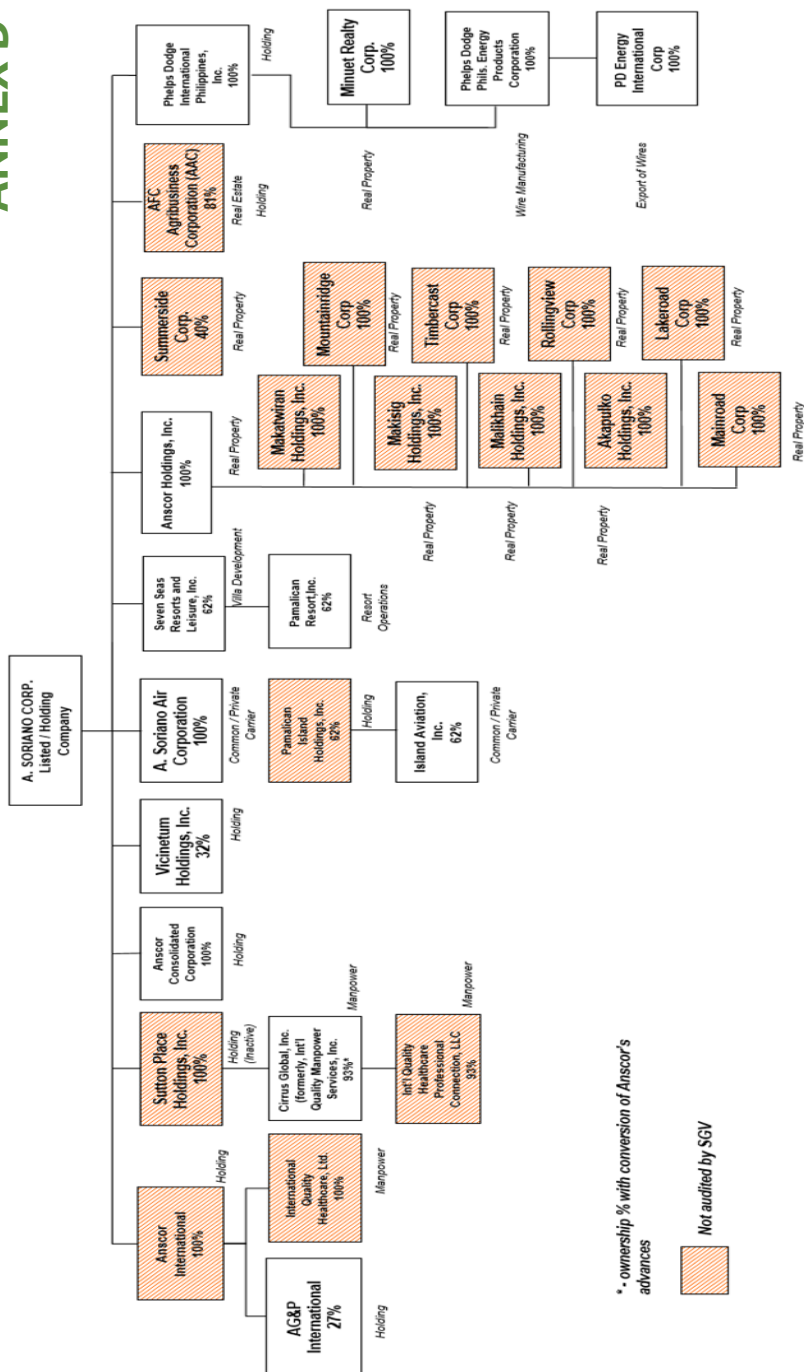 ANNEX B
A. SORIANO CORP.
Listed / Holding
Company
Anscor
International
100%
Holding
AG&P
International
27%
Holding
International
Quality
Healthcare, Ltd.
100%
Manpower
Sutton Place
Holdings, Inc.
100%
Holding
(Inactive)
Cirrus Global, Inc.
(formerly, Int'l
Quality Manpower
Services, Inc.
93%*
Manpower
Int'l Quality
Healthcare
Professional
Connection, LLC
93%
Manpower
Anscor
Consolidated
Corporation
100%
Holding
Vicinetum
Holdings, Inc.
32%
Holding
A. Soriano Air
Corporation
100%
Common / Private
Carrier
Pamalican
Island
Holdings, Inc.
62%
Holding
Island Aviation,
Inc.
62%
Common / Private
Carrier
Seven Seas
Resorts and
Leisure, Inc.
62%
Villa Development
Pamalican
Resort,Inc.
62%
Resort
Operations
Anscor Holdings, Inc.
100%
Real Property
Makatwiran
Holdings, Inc.
100%
Mountainridge
Corp
100%
Real Property
Makisig
Holdings, Inc.
100%
Real Property
Timbercast
Corp
100%
Real Property
Malikhain
Holdings, Inc.
100%
Real Property
Rollingview
Corp
100%
Real Property
Akapulko
Holdings, Inc.
100%
Real Property
Lakeroad
Corp
100%
Real Property
Mainroad
Corp
100%
Real Property
Summerside
Corp.
40%
Real Property
AFC
Agribusiness
Corporation (AAC)
81%
Real Estate
Holding
Phelps Dodge
International
Philippines,
Inc.
100%
Holding
Minuet Realty
Corp.
100%
Real Property
Phelps Dodge
Phils. Energy
Products
Corporation
100%
Wire Manufacturing
PD Energy
International
Corp
100%
Export of Wires
* - ownership % with conversion of Anscor's
advances
Not audited by SGV